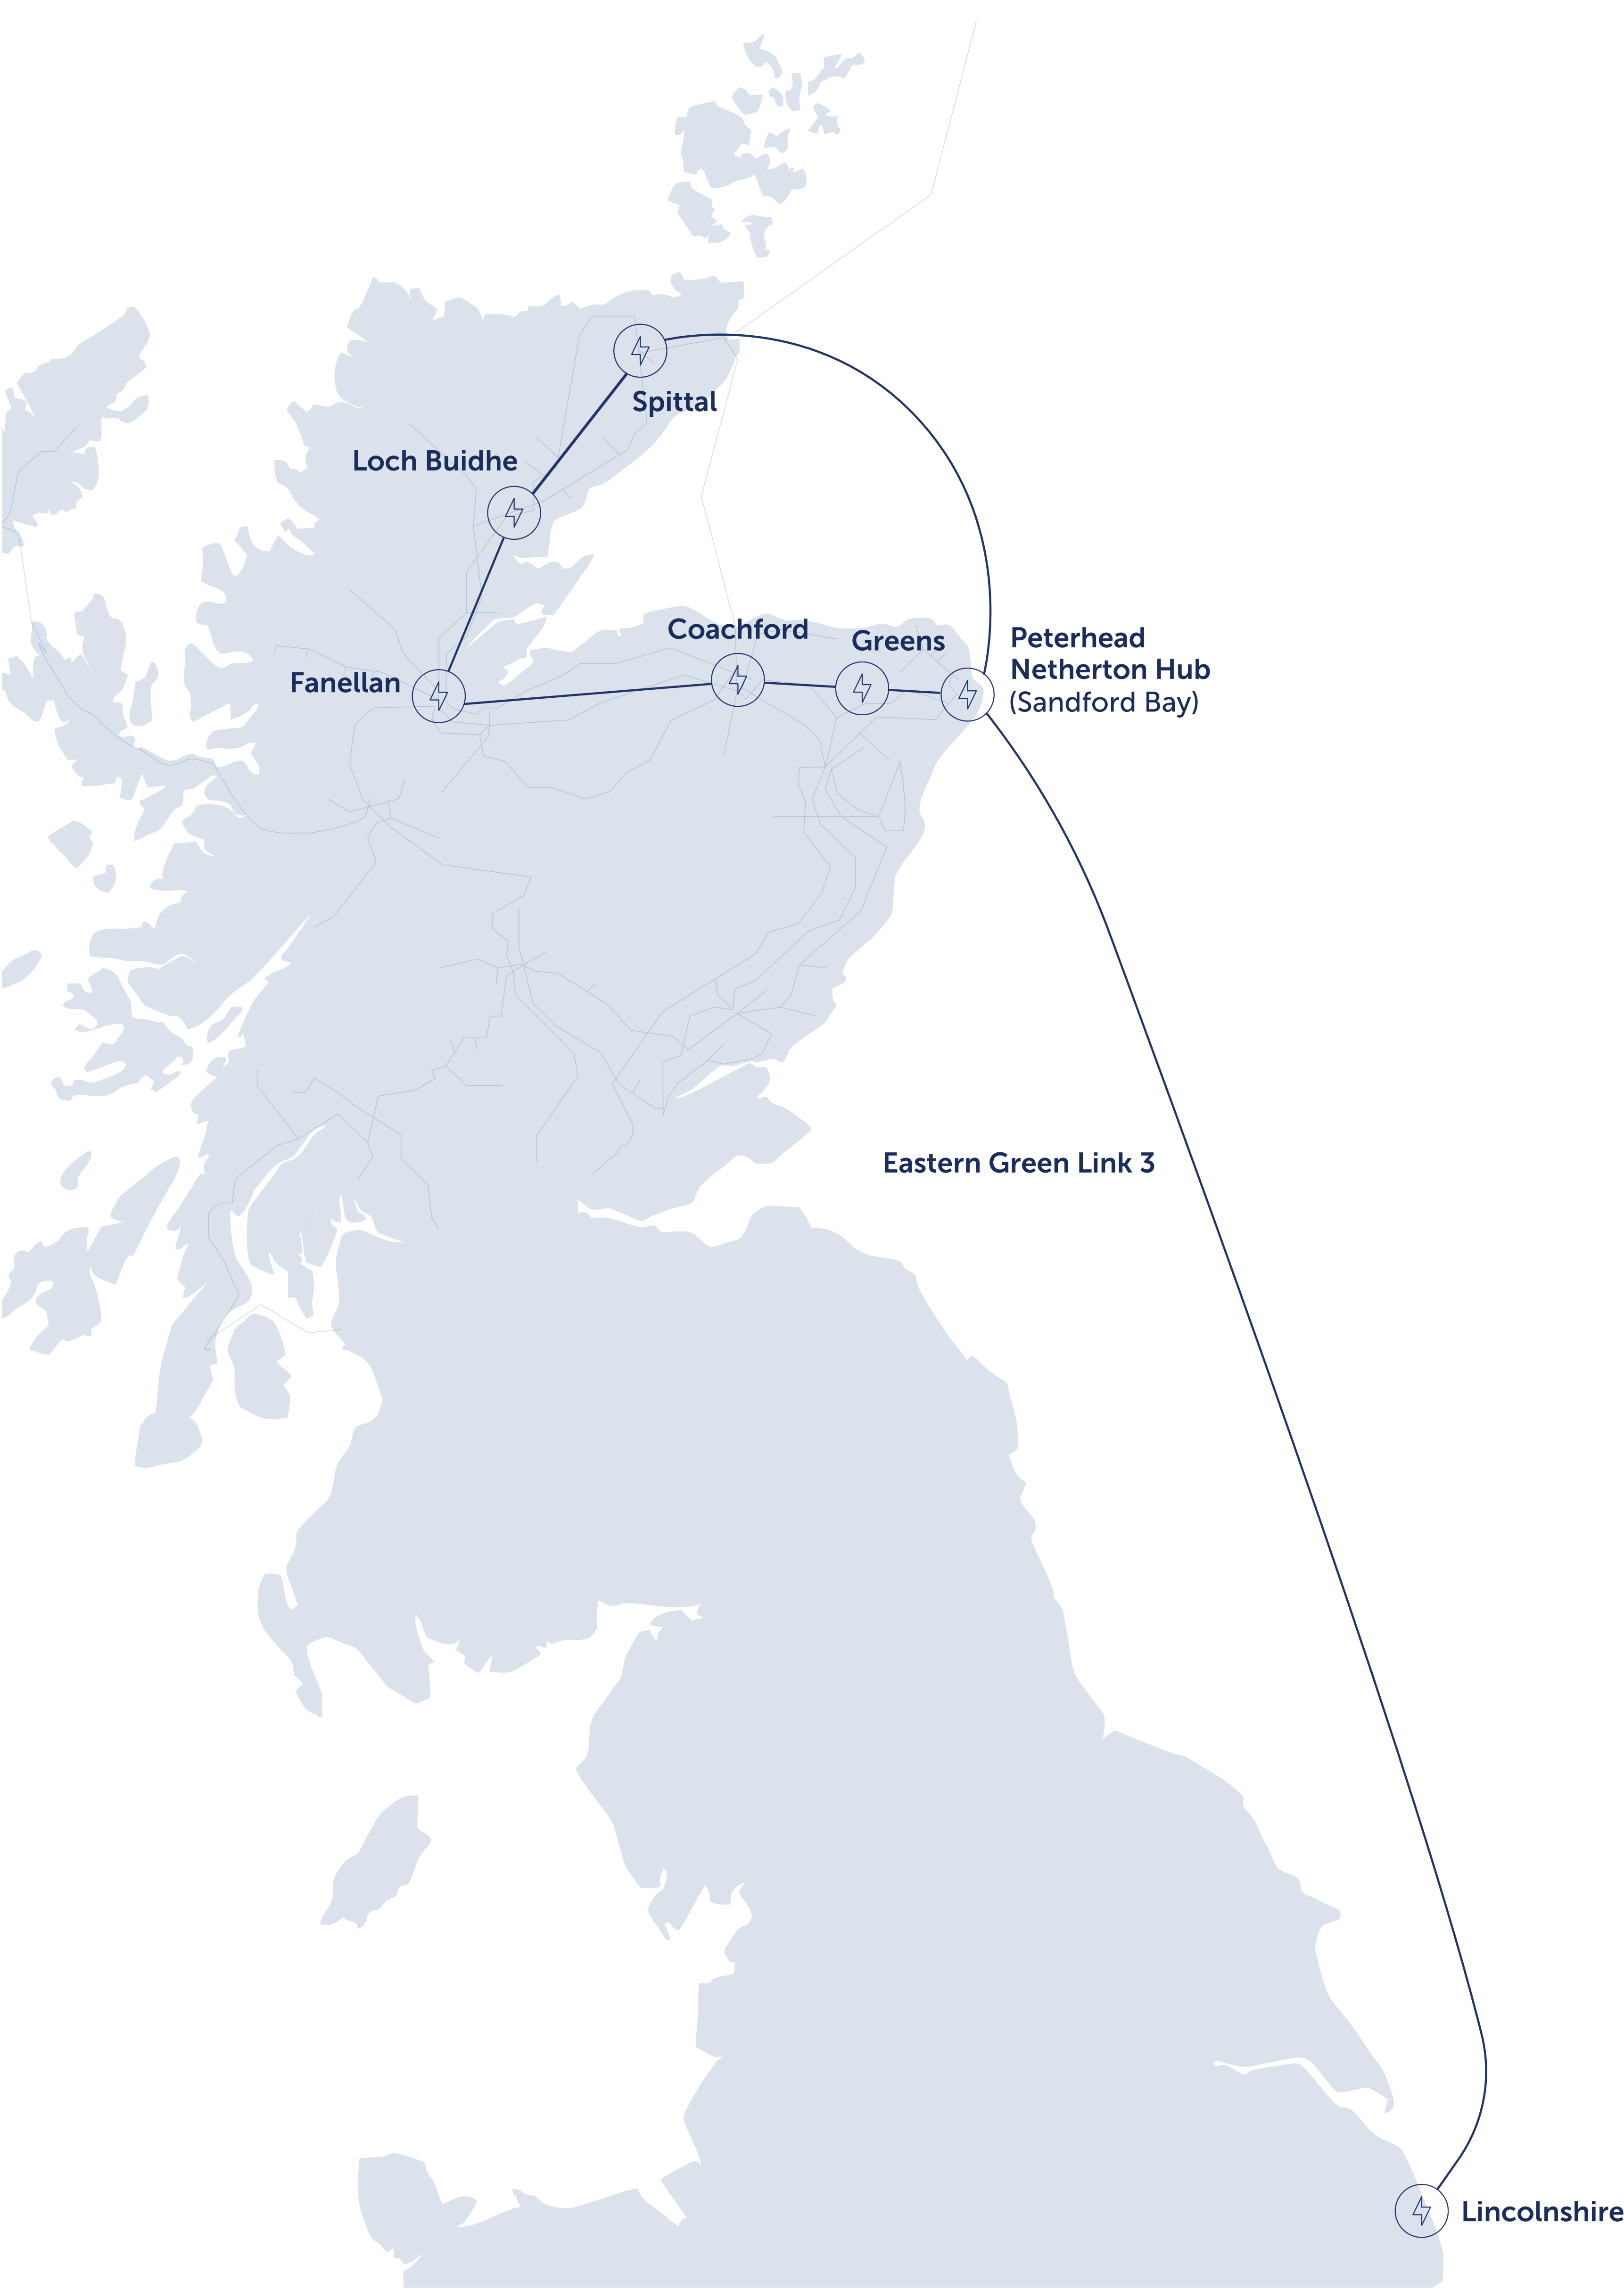 Spittal
Loch Buidhe
Coachford
Greens
Peterhead
Netherton Hub
(Sandford Bay)
Fanellan
Eastern Green Link 3
Lincolnshire